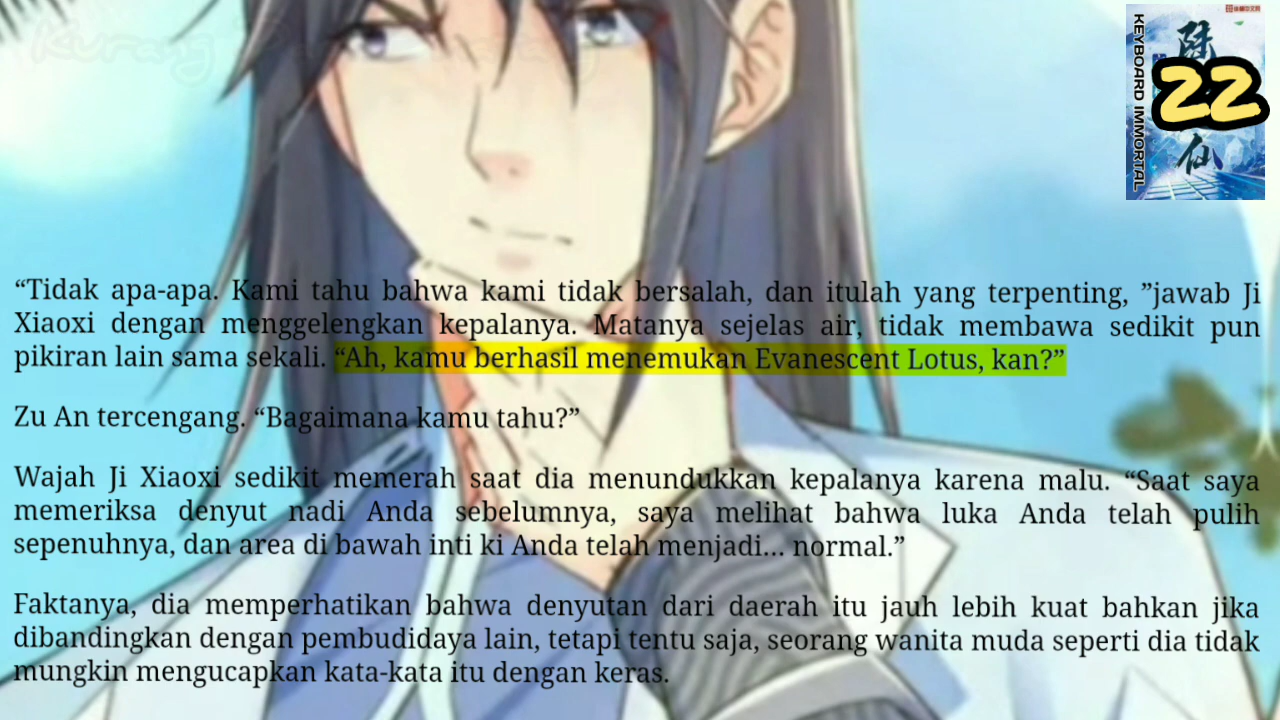 Kurang
KEYBOARD IMMORTAL
陆
仙
22
“Tidak apa-apa. Kami tahu bahwa kami tidak bersalah, dan itulah yang terpenting, ”jawab Ji
Xiaoxi dengan menggelengkan kepalanya. Matanya sejelas air, tidak membawa sedikit pun
pikiran lain sama sekali. “Ah, kamu berhasil menemukan Evanescent Lotus, kan?”
Zu An tercengang. “Bagaimana kamu tahu?”
Wajah Ji Xiaoxi sedikit memerah saat dia menundukkan kepalanya karena malu. “Saat saya
memeriksa denyut nadi Anda sebelumnya, saya melihat bahwa luka Anda telah pulih
sepenuhnya, dan area di bawah inti ki Anda telah menjadi... normal.”
Faktanya, dia memperhatikan bahwa denyutan dari daerah itu jauh lebih kuat bahkan jika
dibandingkan dengan pembudidaya lain, tetapi tentu saja, seorang wanita muda seperti dia tidak
mungkin mengucapkan kata-kata itu dengan keras.